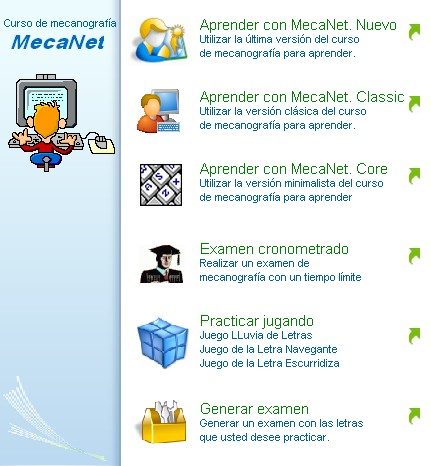 Curso de mecanografía
MecaNet
Aprender con MecaNet. Nuevo
Utilizar la última versión del curso
de mecanografía para aprender.
Aprender con MecaNet. Classic
Utilizar la versión clásica del curso
de mecanografía para aprender.
Aprender con MecaNet. Core
Utilizar la versión minimalista del curso
de mecanografía para aprender
Examen cronometrado
Realizar un examen de
mecanografía con un tiempo límite
Practicar jugando
Juego LLuvia de Letras
Juego de la Letra Navegante
Juego de la Letra Escurridiza
Generar examen
Generar un examen con las letras
que usted desee practicar.